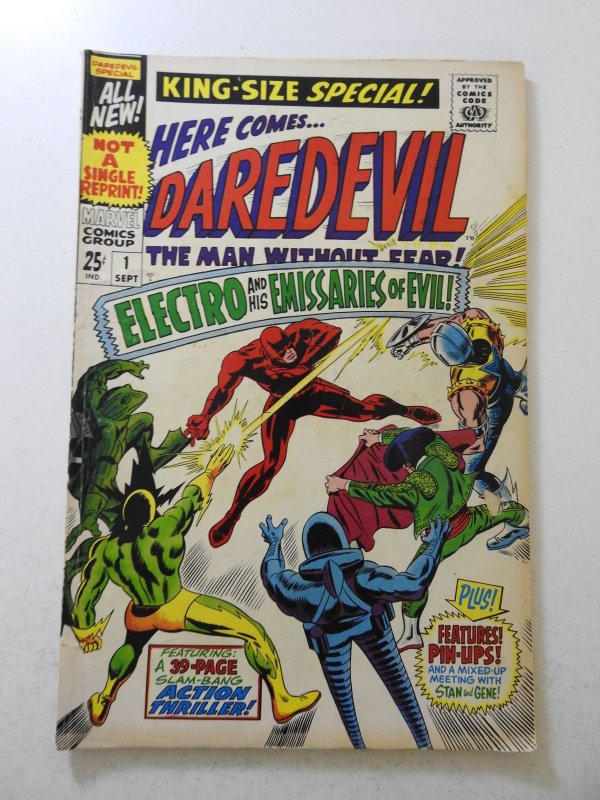 DAREDEVIL
SPECIAL
ALL
NEW!
NOT
A
SINGLE
REPRINT!
MARVEL
COMICS
GROUP
25¢
IND.
1
SEPT
KING-SIZE SPECIAL!
APPROVED
BY THE
COMICS
CODE
CA
AUTHORITY
HERE COMES...
DAREDEVIL
TM
THE MAN WITHOUT FEAR!
ELECTRO AND HIS EMISSARIES OF EVIL!
FEATURING:
A 39-PAGE
SLAM-BANG
ACTION
THRILLER!
PLUS!
FEATURES!
PIN-UPS!
AND A MIXED-UP
MEETING WITH
STAN and GENE!